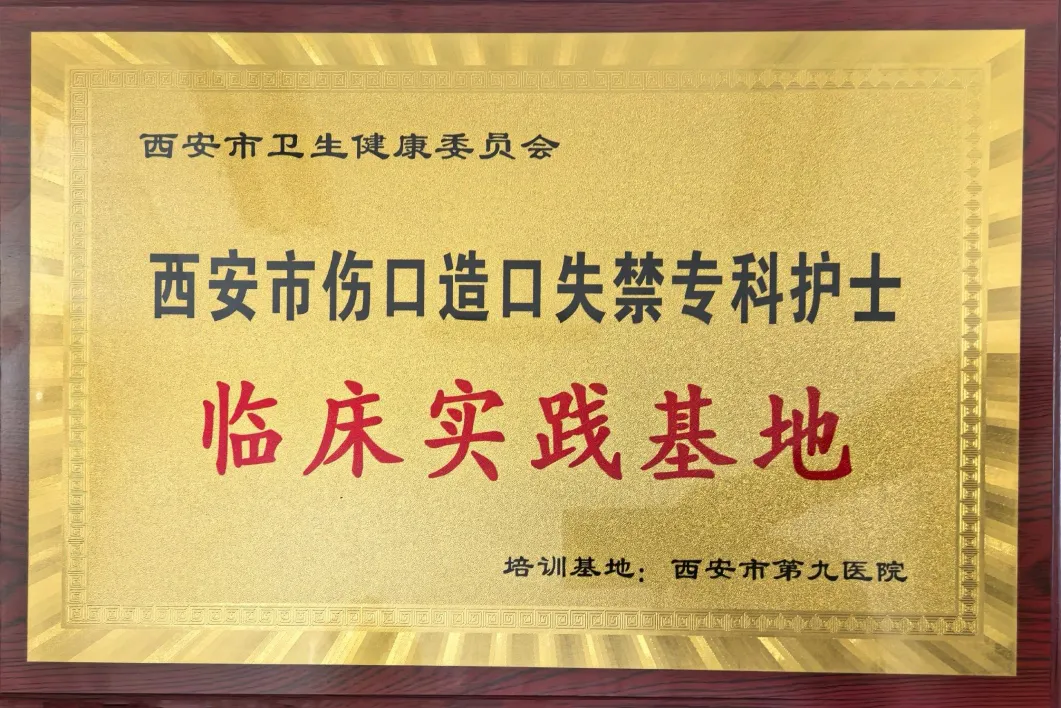 西安市卫生健康委员会
西安市伤口造口失禁专科护士
临床实践基地
培训基地：西安市第九医院